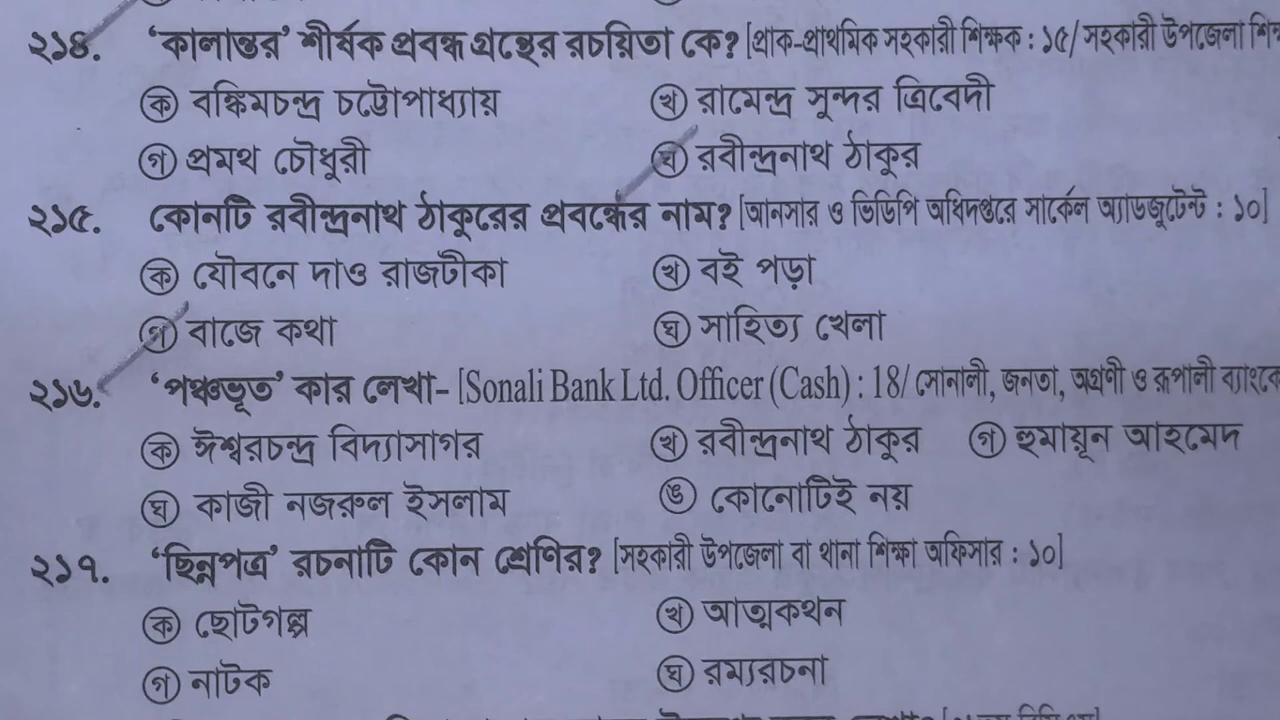 ২১৪. ‘কালান্তর’ শীর্ষক প্রবন্ধ গ্রন্থের রচয়িতা কে? [প্রাক-প্রাথমিক সহকারী শিক্ষক : ১৫/ সহকারী উপজেলা
ক বঙ্কিমচন্দ্র চট্টোপাধ্যায় খ রামেন্দ্র সুন্দর ত্রিবেদী
গ প্রমথ চৌধুরী ঘ রবীন্দ্রনাথ ঠাকুর
২১৫. কোনটি রবীন্দ্রনাথ ঠাকুরের প্রবন্ধের নাম? [আনসার ও ভিডিপি অধিদপ্তরে সার্কেল অ্যাডজুটেন্ট : ১০]
ক যৌবনে দাও রাজটীকা খ বই পড়া
গ বাজে কথা ঘ সাহিত্য খেলা
২১৬. ‘পঞ্চভূত’ কার লেখা– [Sonali Bank Ltd. Officer (Cash) : 18/ সোনালী, জনতা, অগ্রণী ও রূপালী
ক ঈশ্বরচন্দ্র বিদ্যাসাগর খ রবীন্দ্রনাথ ঠাকুর গ হুমায়ূন আহমেদ
ঘ কাজী নজরুল ইসলাম ঙ কোনোটিই নয়
২১৭. ‘ছিন্নপত্র’ রচনাটি কোন শ্রেণির? [সহকারী উপজেলা বা থানা শিক্ষা অফিসার : ১০]
ক ছোটগল্প খ আত্মকথন
গ নাটক ঘ রম্যরচনা